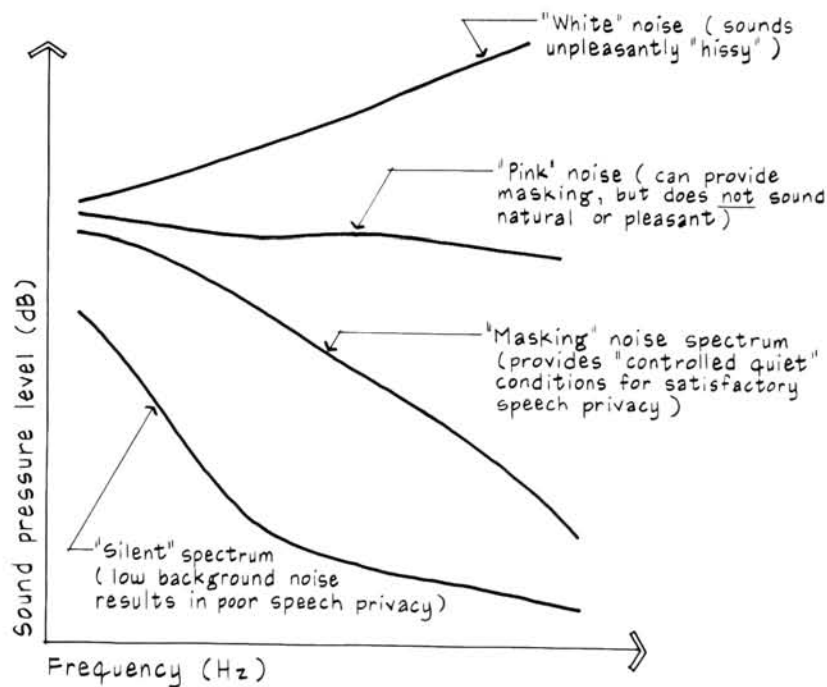 "White" noise ( sounds
unpleasantly "hissy" )
"Pink" noise ( can provide
masking, but does not sound
natural or pleasant )
"Masking" noise spectrum
(provides "controlled quiet"
conditions for satisfactory
speech privacy )
"Silent" spectrum
( low background noise
results in poor speech privacy)
Sound pressure level (dB)
Frequency (Hz)